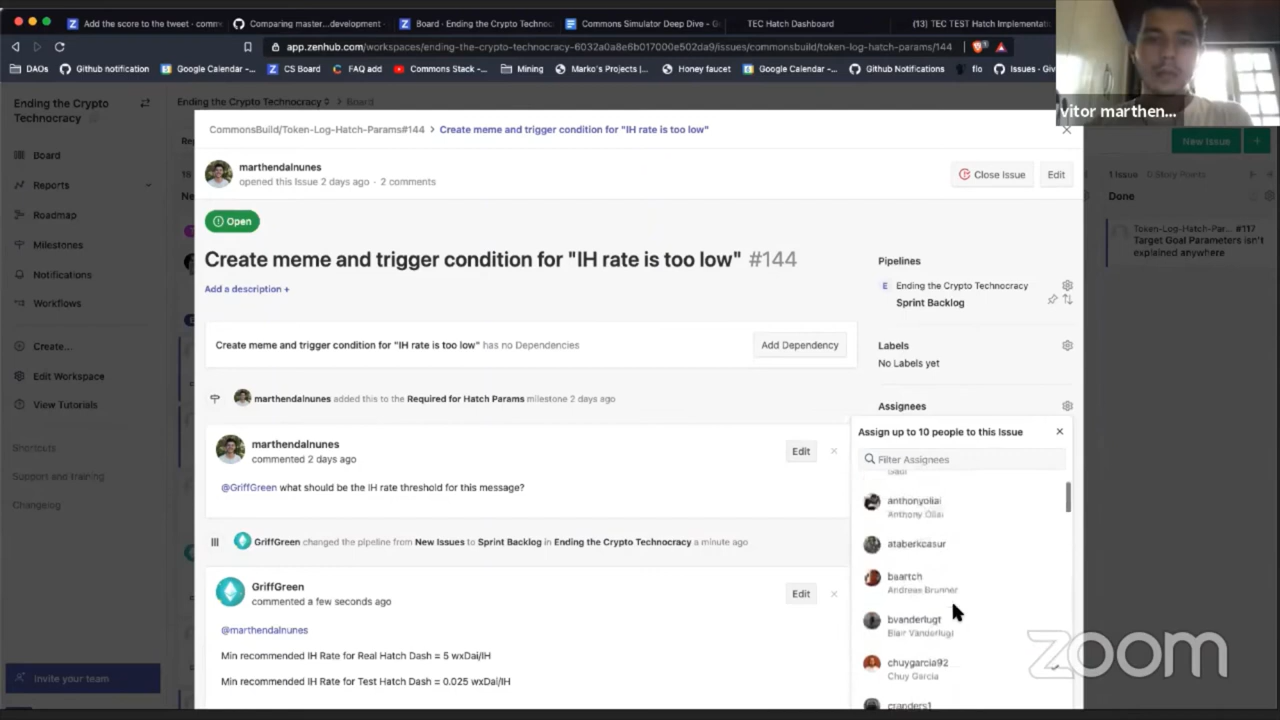 Add the score to the tweet · comm
Comparing master...development ·
Board · Ending the Crypto Technoc
Commons Simulator Deep Dive - G
TEC Hatch Dashboard
(13) TEC TEST Hatch Implementati
app.zenhub.com/workspaces/ending-the-crypto-technocracy-6032a0a8e6b017000e502da9/issues/commonsbuild/token-log-hatch-params/144
DAOs
Github notification
Google Calendar -...
CS Board
FAQ add
Commons Stack -...
Mining
Marko's Projects |...
Honey faucet
Google Calendar -...
Github Notifications
flo
Issues · Giv
vitor marthen...
Ending the Crypto
Technocracy
Board
Reports
Roadmap
Milestones
Notifications
Workflows
Create...
Edit Workspace
View Tutorials
Shortcuts
Support and training
Changelog
Invite your team
Ending the Crypto Technocracy
Board
CommonsBuild/Token-Log-Hatch-Params#144 > Create meme and trigger condition for "IH rate is too low"
marthendalnunes
opened this Issue 2 days ago · 2 comments
Close Issue
Edit
Open
Create meme and trigger condition for "IH rate is too low" #144
Add a description +
Create meme and trigger condition for "IH rate is too low" has no Dependencies
Add Dependency
marthendalnunes added this to the Required for Hatch Params milestone 2 days ago
marthendalnunes
commented 2 days ago
Edit
@GriffGreen what should be the IH rate threshold for this message?
GriffGreen changed the pipeline from New Issues to Sprint Backlog in Ending the Crypto Technocracy a minute ago
GriffGreen
commented a few seconds ago
Edit
@marthendalnunes
Min recommended IH Rate for Real Hatch Dash = 5 wxDai/IH
Min recommended IH Rate for Test Hatch Dash = 0.025 wxDai/IH
Pipelines
E Ending the Crypto Technocracy
Sprint Backlog
Labels
No Labels yet
Assignees
Assign up to 10 people to this Issue
Filter Assignees
anthonyoliai
Anthony Oliai
ataberkcasur
baartch
Andreas Brunner
bvanderlugt
Blair Vanderlugt
chuygarcia92
Chuy Garcia
cranders1
New Issue
1 Issue 0 Story Points
Done
Token-Log-Hatch-Par... #117
Target Goal Parameters isn't
explained anywhere
zoom